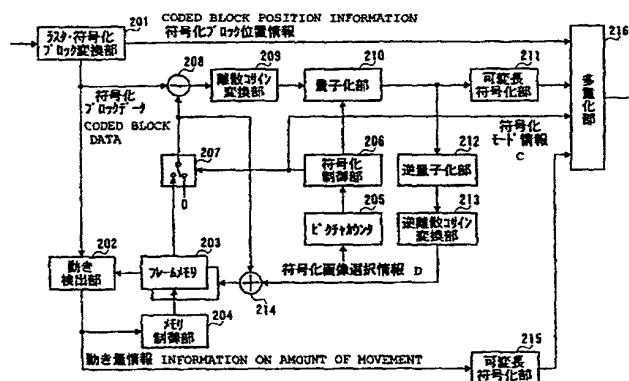 CODED BLOCK POSITION INFORMATION
符号化ブロック位置情報
201
ラスタ・符号化
ブロック変換部
208
209
離散コサイン
変換部
210
量子化部
211
可変長
符号化部
216
多重化部
符号化
ブロックデータ
CODED BLOCK
DATA
207
0
206
符号化
制御部
212
逆量子化部
符号化
モード情報
C
205
ピクチャカウンタ
213
逆離散コサイン
変換部
202
動き
検出部
203
フレームメモリ
符号化画像選択情報 D
214
204
メモリ
制御部
215
可変長
符号化部
動き量情報 INFORMATION ON AMOUNT OF MOVEMENT